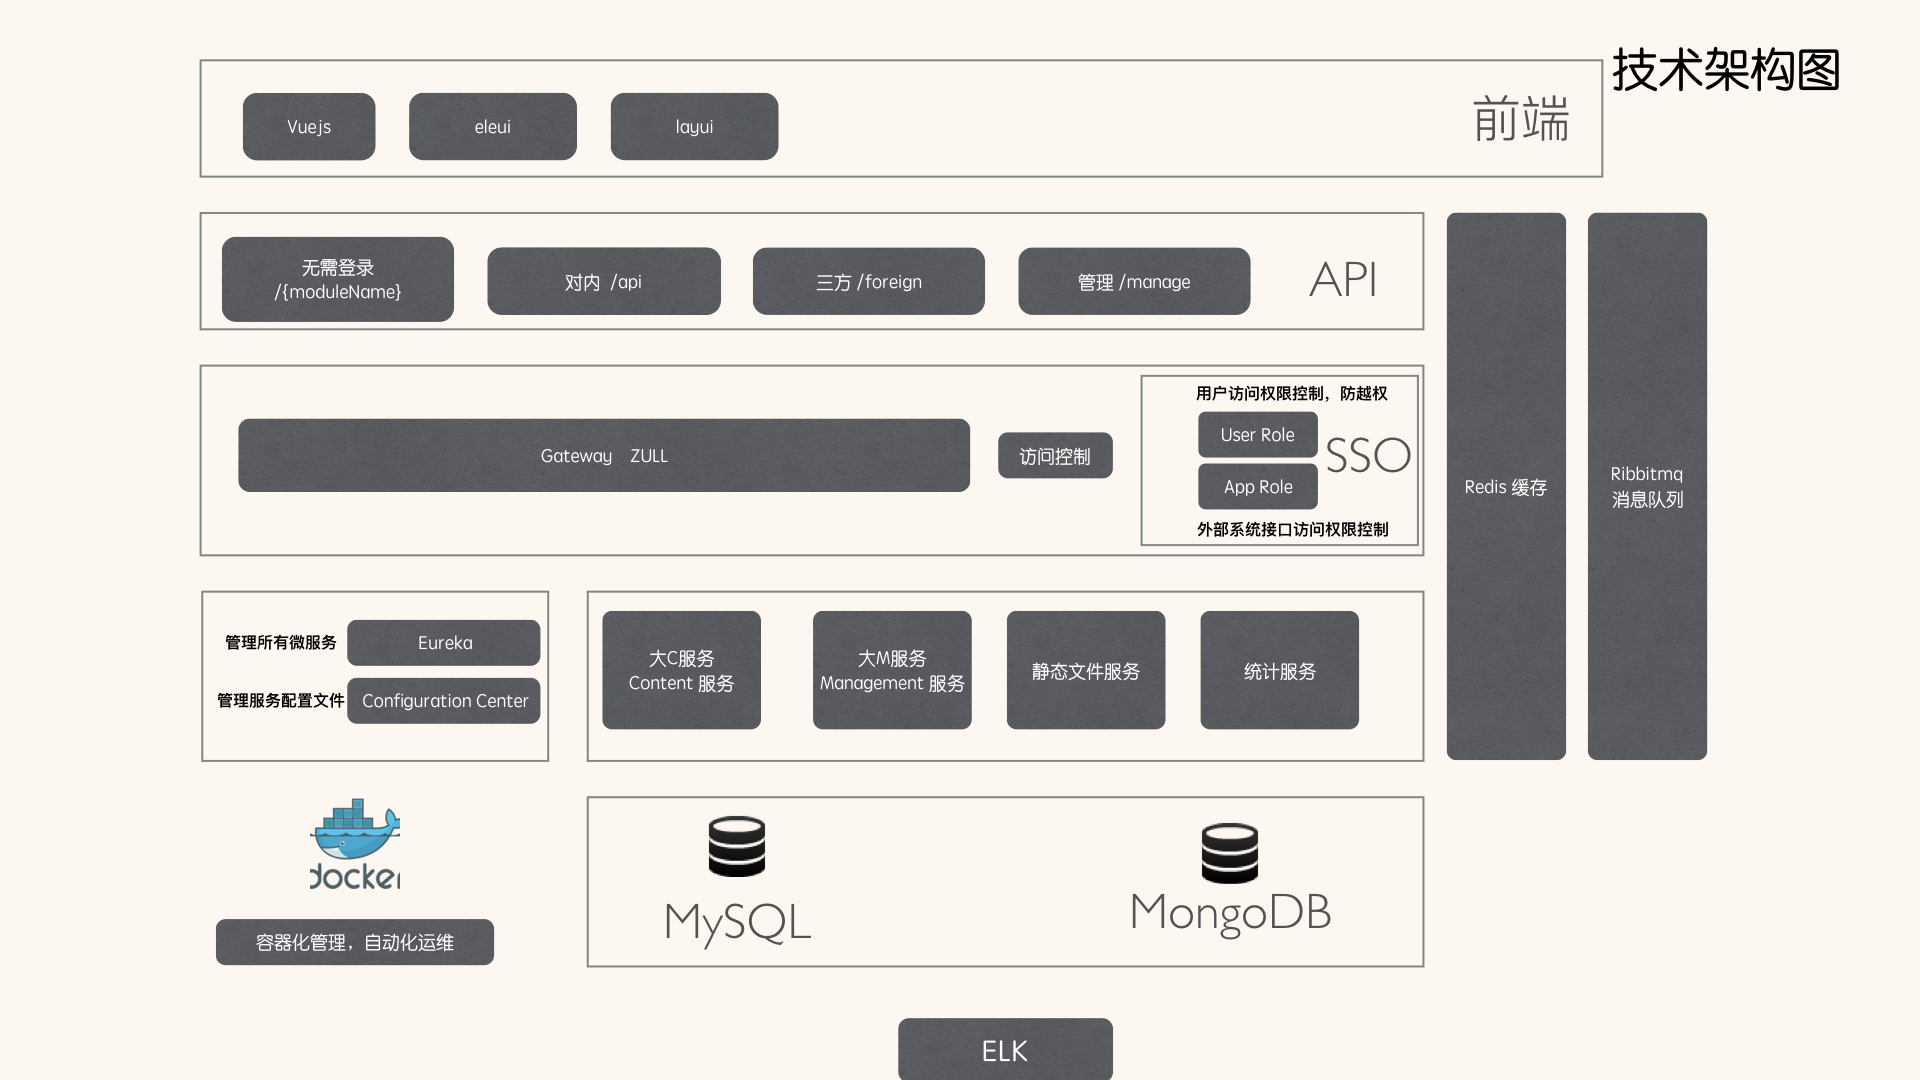 技术架构图
Vuejs
eleui
layui
前端
无需登录
/{moduleName}
对内 /api
三方 /foreign
管理 /manage
API
Gateway ZULL
访问控制
用户访问权限控制，防越权
User Role
App Role
SSO
外部系统接口访问权限控制
Redis 缓存
Ribbitmq
消息队列
管理所有微服务
Eureka
管理服务配置文件
Configuration Center
大C服务
Content 服务
大M服务
Management 服务
静态文件服务
统计服务
docker
容器化管理，自动化运维
MySQL
MongoDB
ELK